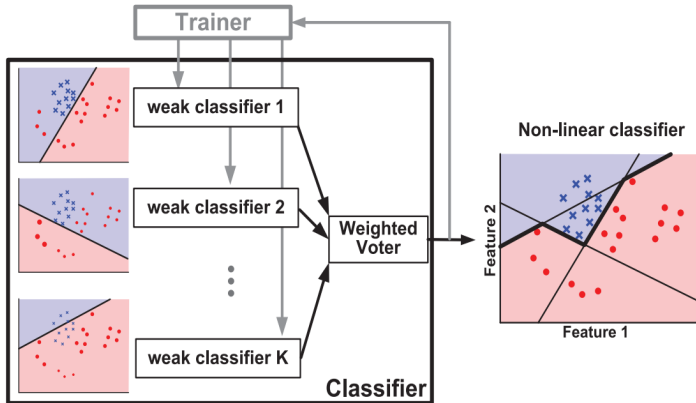 Trainer
weak classifier 1
weak classifier 2
weak classifier K
Weighted
Voter
Classifier
Non-linear classifier
Feature 2
Feature 1